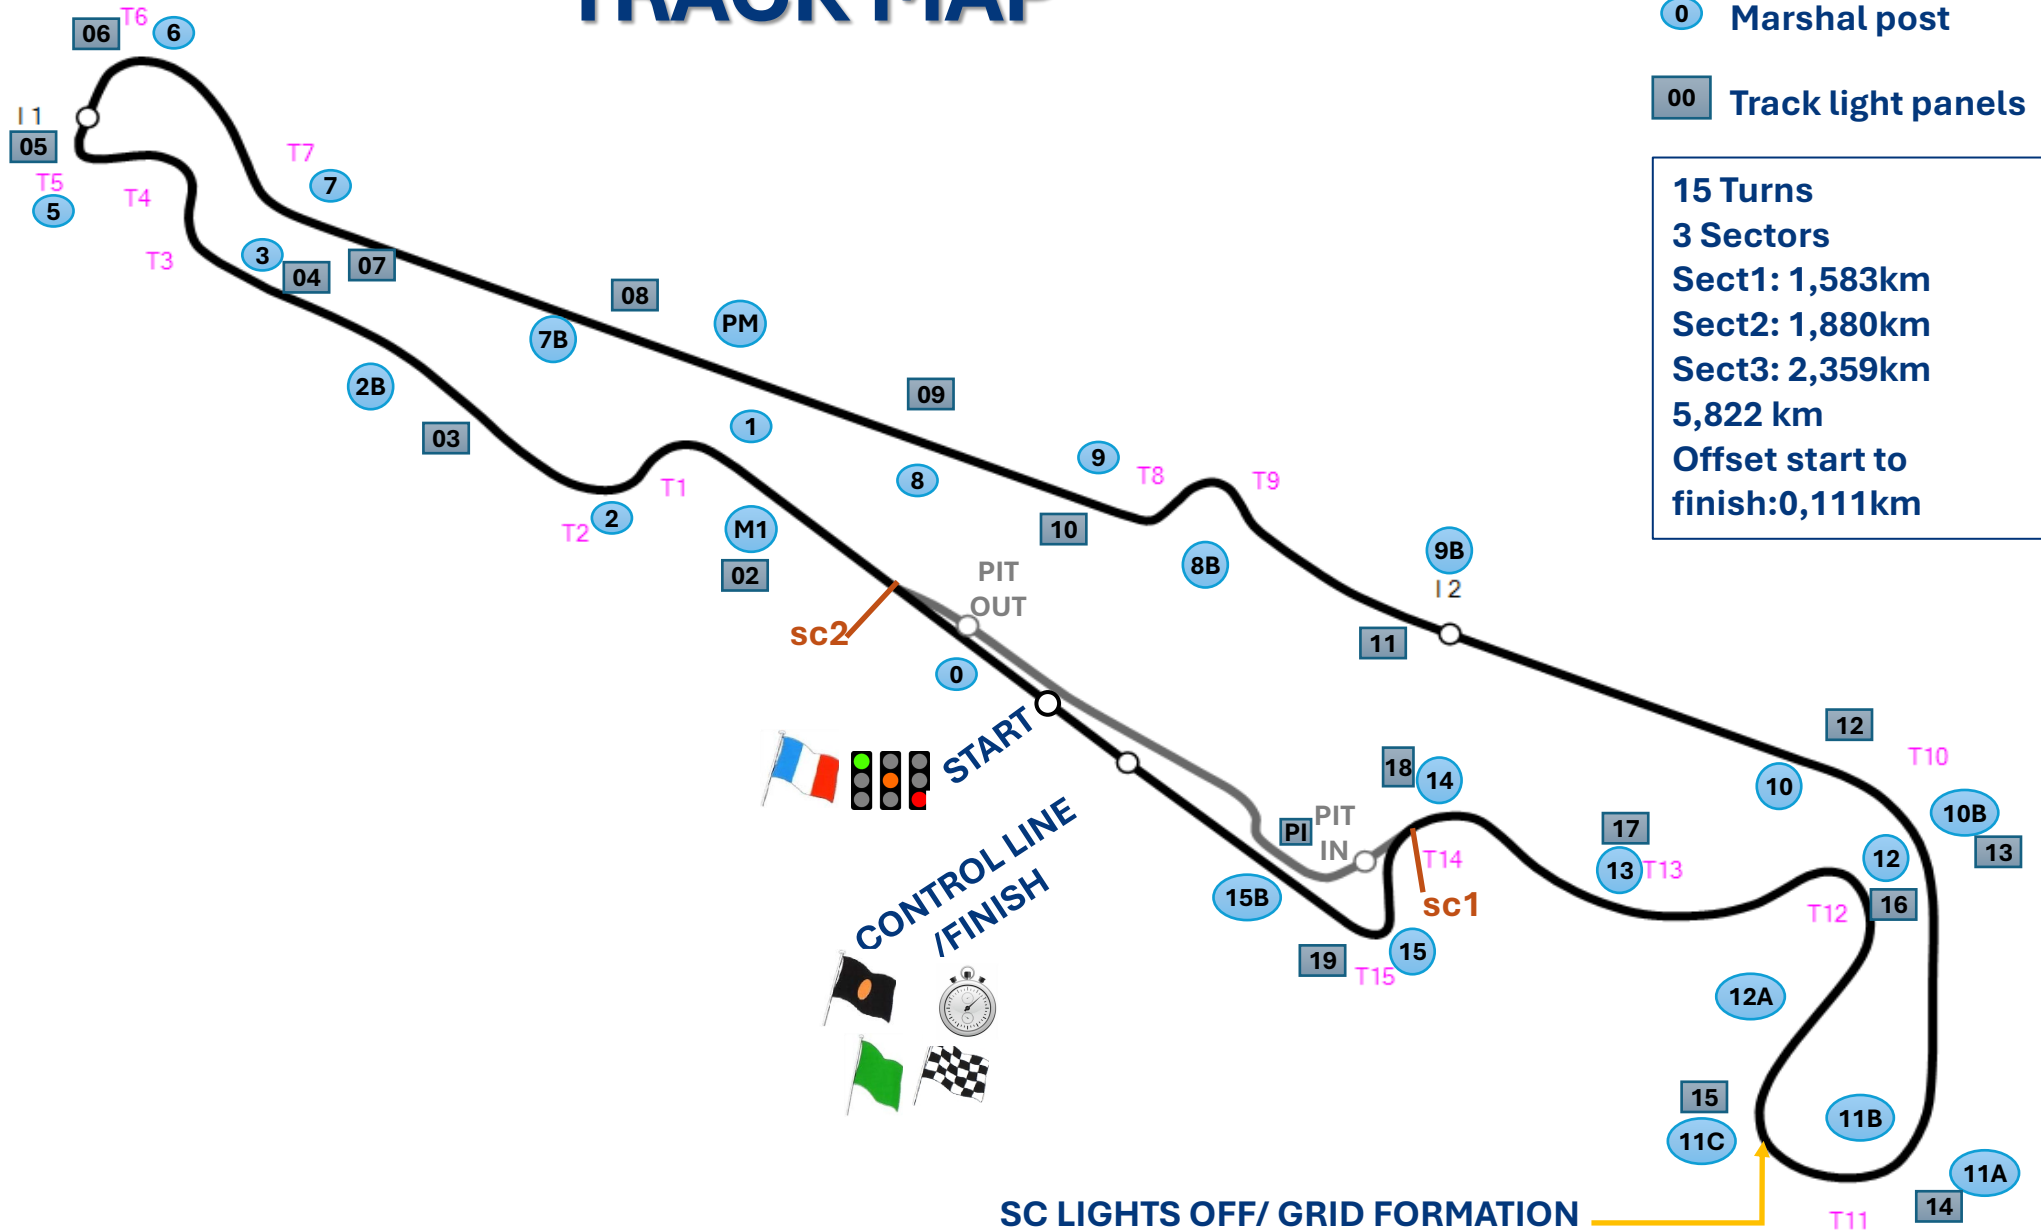 TRACK MAP
0 Marshal post
00 Track light panels
15 Turns
3 Sectors
Sect1: 1,583km
Sect2: 1,880km
Sect3: 2,359km
5,822 km
Offset start to
finish:0,111km
T6
06
6
I 1
05
T5
5
T4
T7
7
T3
3
04
07
08
PM
7B
2B
03
09
1
8
9
T8
T9
T1
T2
2
M1
02
10
8B
9B
I 2
PIT
OUT
sc2
11
0
START
12
T10
10
10B
13
18
14
PI
PIT
IN
T14
17
13
T13
12
16
T12
sc1
CONTROL LINE
/FINISH
15B
19
T15
15
12A
15
11C
11B
11A
14
T11
SC LIGHTS OFF/ GRID FORMATION